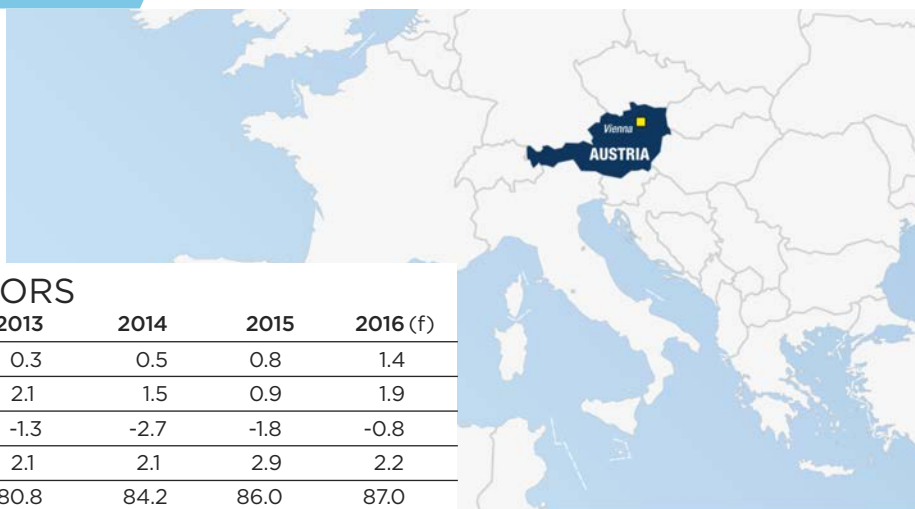 Vienna
AUSTRIA
ORS
2013 2014 2015 2016 (f)
0.3 0.5 0.8 1.4
2.1 1.5 0.9 1.9
-1.3 -2.7 -1.8 -0.8
2.1 2.1 2.9 2.2
80.8 84.2 86.0 87.0